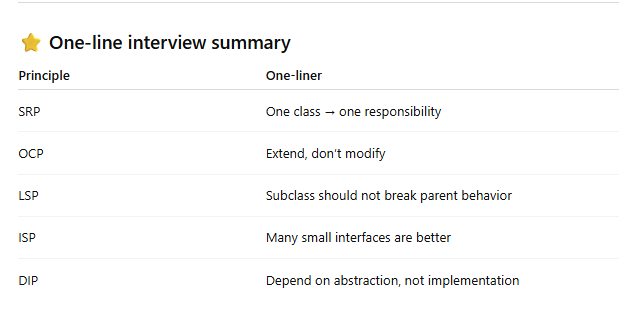 ⭐ One-line interview summary
Principle One-liner
SRP One class → one responsibility
OCP Extend, don't modify
LSP Subclass should not break parent behavior
ISP Many small interfaces are better
DIP Depend on abstraction, not implementation